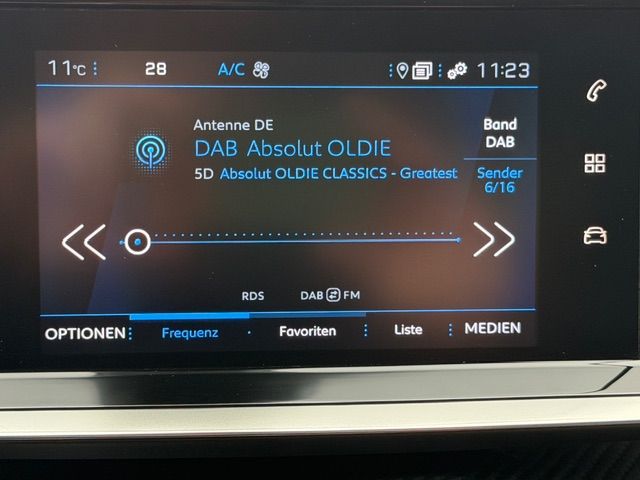 11°C 28 A/C 11:23
Antenne DE
DAB Absolut OLDIE
5D Absolut OLDIE CLASSICS - Greatest
Band
DAB
Sender
6/16
RDS DAB FM
OPTIONEN Frequenz Favoriten Liste MEDIEN